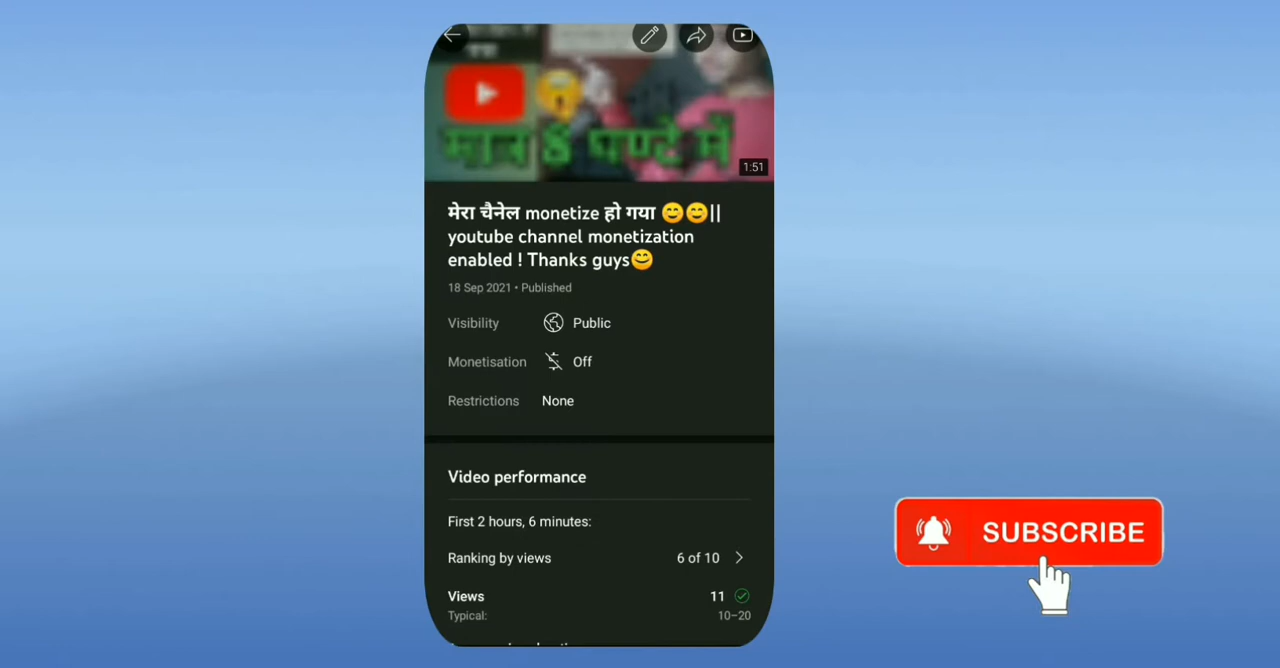 मात्र 8 घण्टे में
1:51
मेरा चैनेल monetize हो गया 😊😊||
youtube channel monetization
enabled ! Thanks guys😊
18 Sep 2021 • Published
Visibility Public
Monetisation Off
Restrictions None
Video performance
First 2 hours, 6 minutes:
Ranking by views 6 of 10
Views 11
Typical: 10–20
SUBSCRIBE